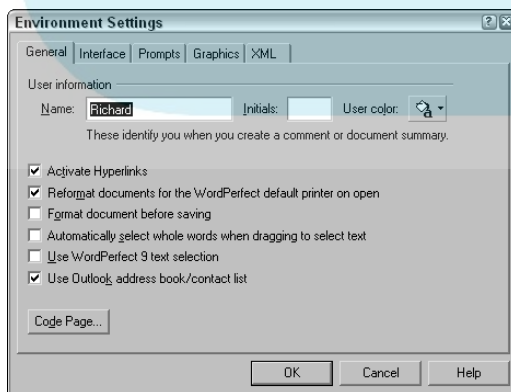 Environment Settings
General Interface Prompts Graphics XML
User information
Name: Richard Initials: User color:
These identify you when you create a comment or document summary.
Activate Hyperlinks
Reformat documents for the WordPerfect default printer on open
Format document before saving
Automatically select whole words when dragging to select text
Use WordPerfect 9 text selection
Use Outlook address book/contact list
Code Page...
OK Cancel Help